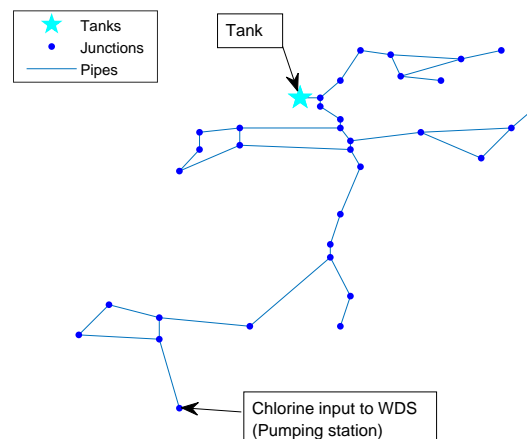 Tanks
Junctions
Pipes
Tank
Chlorine input to WDS
(Pumping station)